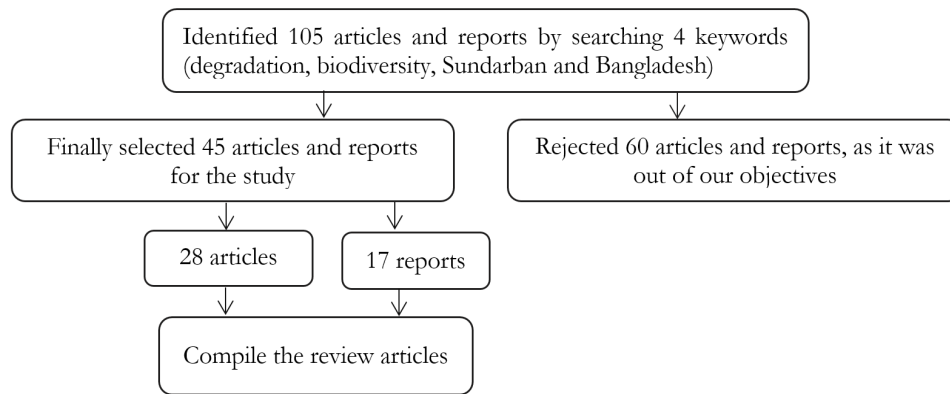 Identified 105 articles and reports by searching 4 keywords
(degradation, biodiversity, Sundarban and Bangladesh)
Finally selected 45 articles and reports
for the study
Rejected 60 articles and reports, as it was
out of our objectives
28 articles
17 reports
Compile the review articles